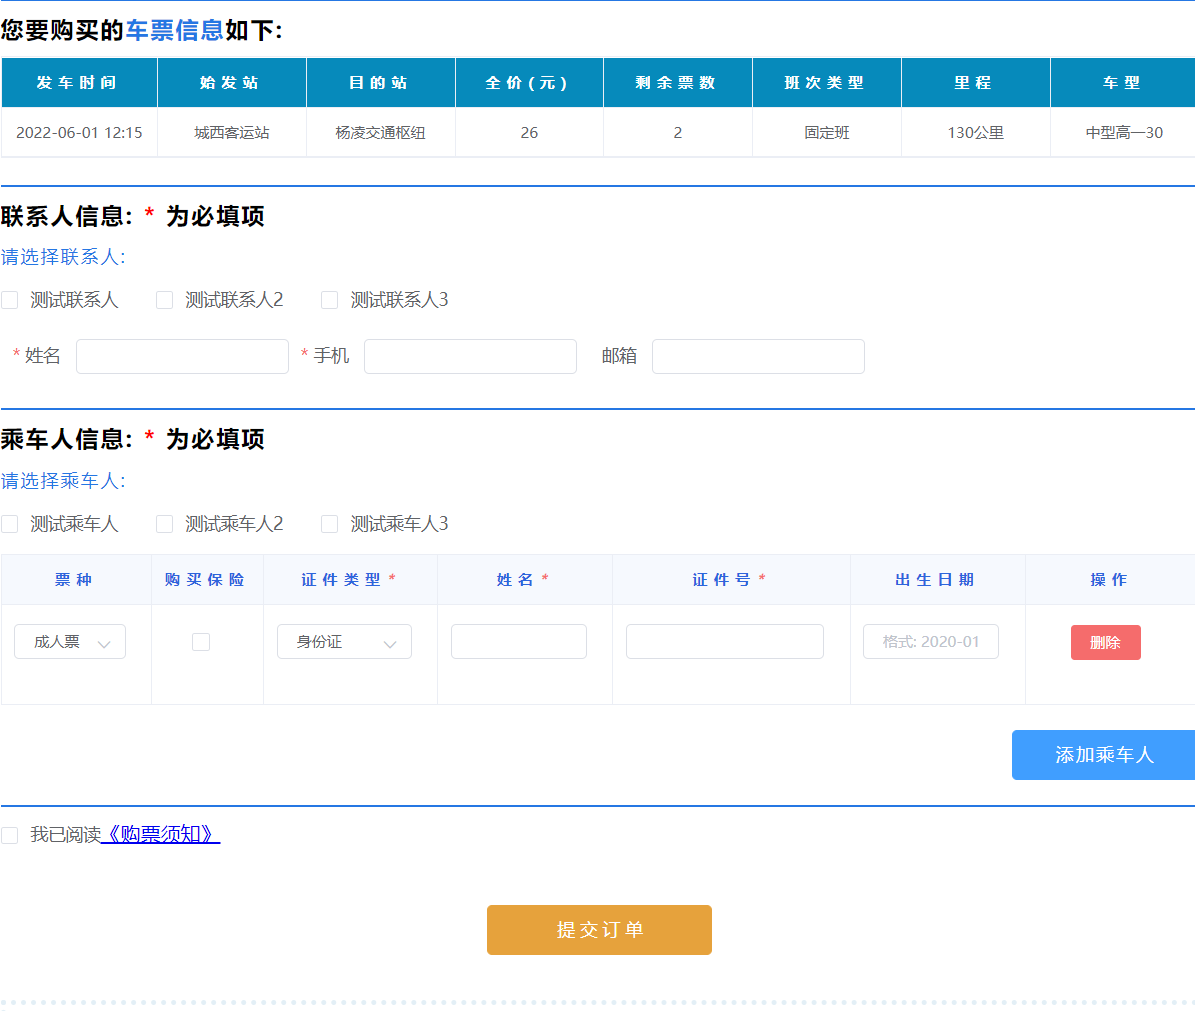 您要购买的车票信息如下:
发车时间 始发站 目的站 全价(元) 剩余票数 班次类型 里程 车型
2022-06-01 12:15 城西客运站 杨凌交通枢纽 26 2 固定班 130公里 中型高一30
联系人信息: * 为必填项
请选择联系人:
测试联系人 测试联系人2 测试联系人3
* 姓名 * 手机 邮箱
乘车人信息: * 为必填项
请选择乘车人:
测试乘车人 测试乘车人2 测试乘车人3
票种 购买保险 证件类型 * 姓名 * 证件号 * 出生日期 操作
成人票 身份证 格式: 2020-01 删除
添加乘车人
我已阅读《购票须知》
提交订单